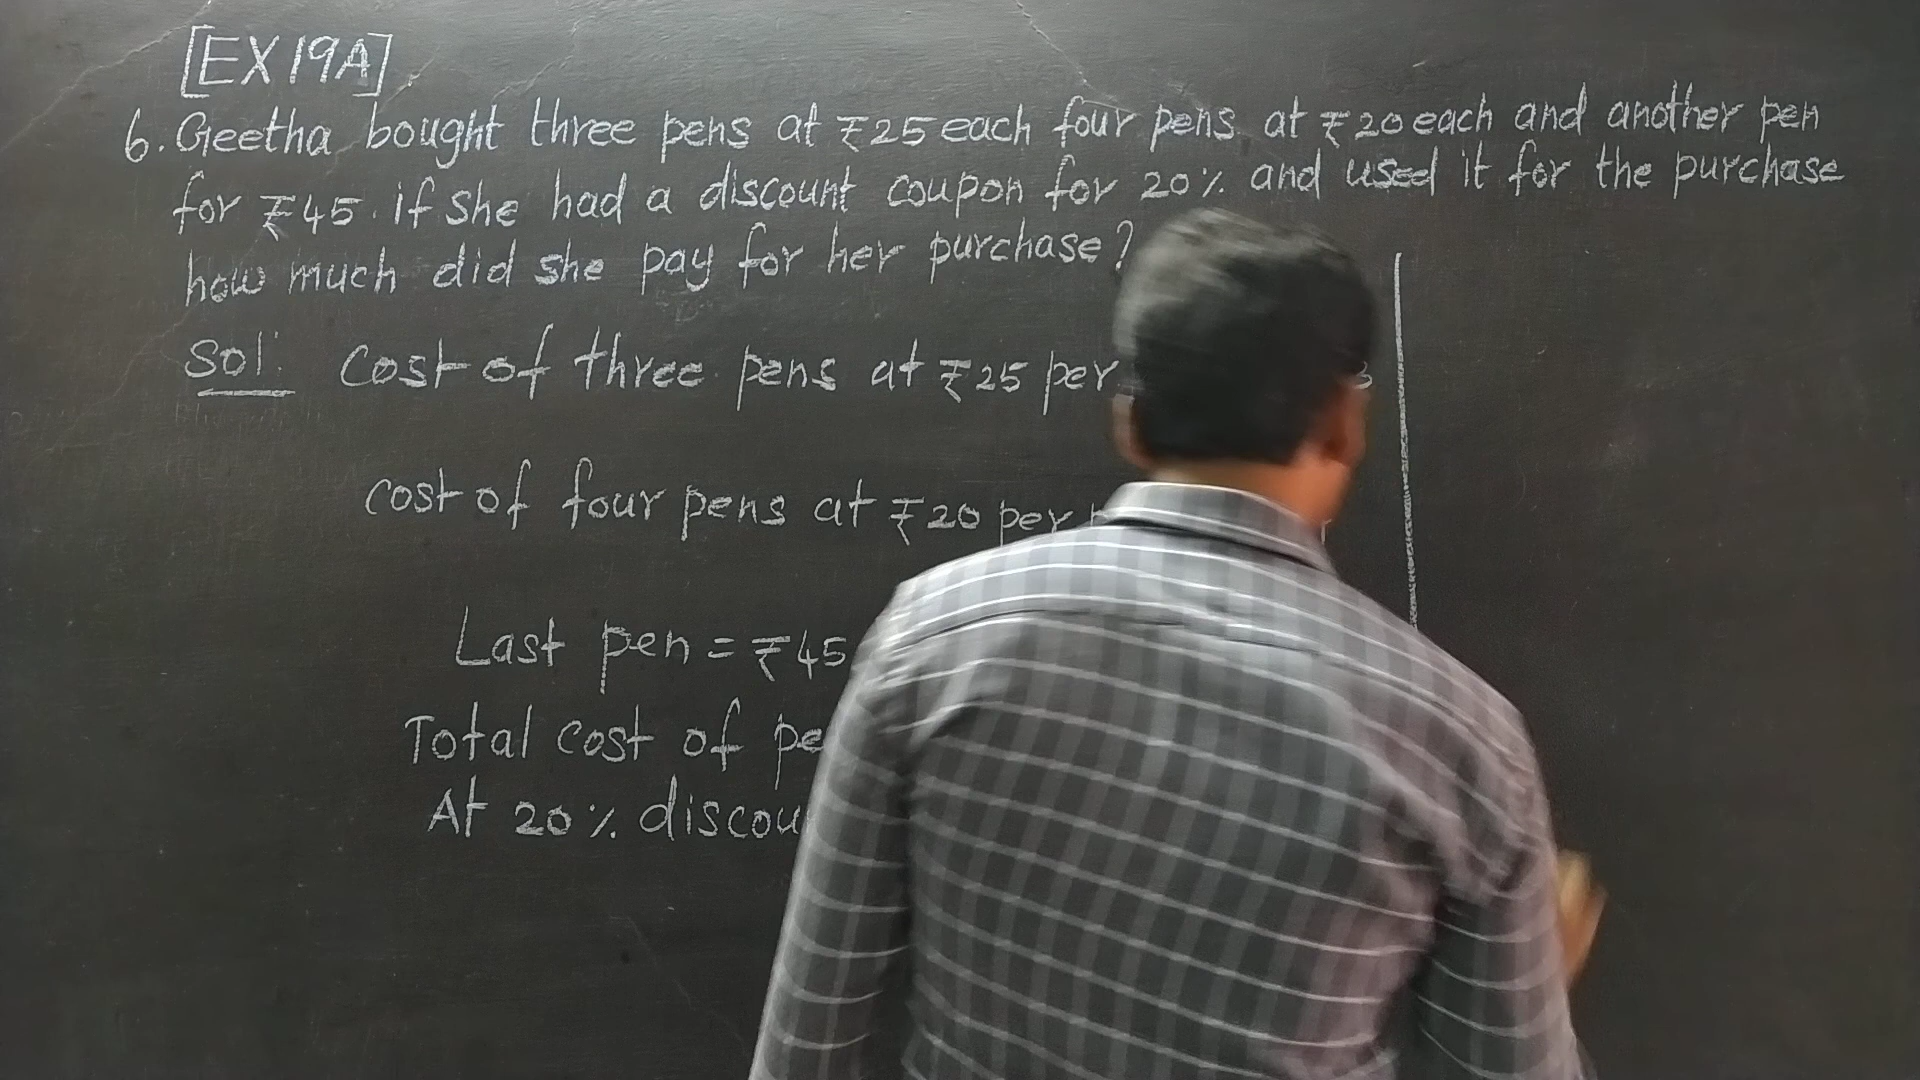 [EX 19A]
6. Geetha bought three pens at ₹25 each four pens at ₹20 each and another pen
for ₹45. if she had a discount coupon for 20% and used it for the purchase
how much did she pay for her purchase?
Sol: Cost of three pens at ₹25 per
cost of four pens at ₹20 per
Last pen = ₹45
Total cost of
At 20%